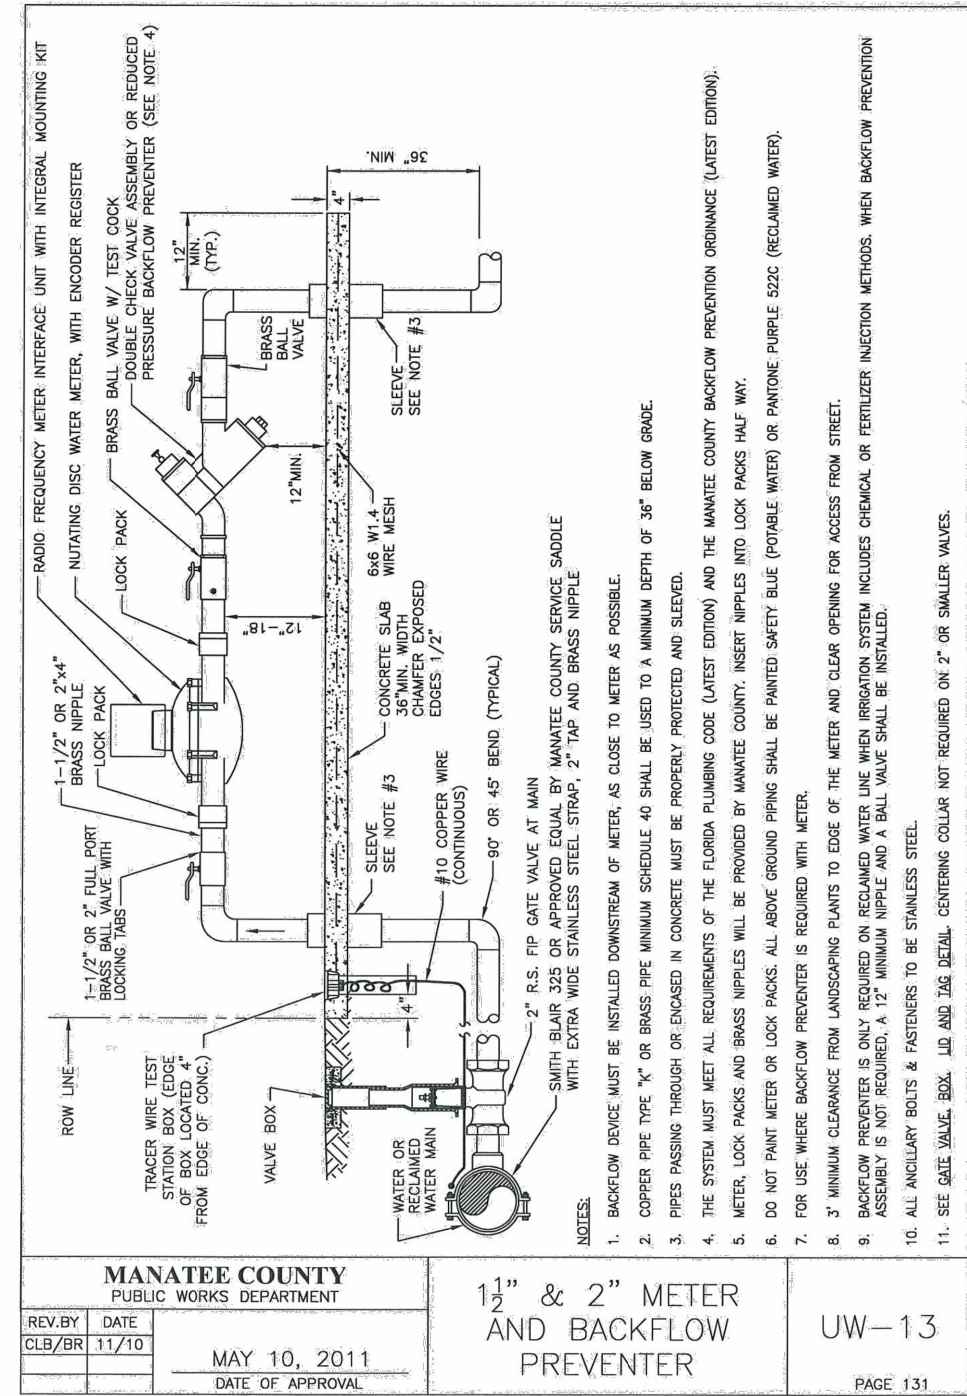 RADIO FREQUENCY METER INTERFACE UNIT WITH INTEGRAL MOUNTING KIT
NUTATING DISC WATER METER, WITH ENCODER REGISTER
BRASS BALL VALVE W/ TEST COCK
DOUBLE CHECK VALVE ASSEMBLY OR REDUCED
PRESSURE BACKFLOW PREVENTER (SEE NOTE 4)
LOCK PACK
1-1/2" OR 2"x4"
BRASS NIPPLE
LOCK PACK
1-1/2" OR 2" FULL PORT
BRASS BALL VALVE WITH
LOCKING TABS
ROW LINE
TRACER WIRE TEST
STATION BOX (EDGE
OF BOX LOCATED 4"
FROM EDGE OF CONC.)
VALVE BOX
WATER OR
RECLAIMED
WATER MAIN
12"
MIN.
(TYP.)
BRASS
BALL
VALVE
4"
36" MIN.
12"MIN.
12"-18"
SLEEVE
SEE NOTE #3
6x6 W1.4
WIRE MESH
CONCRETE SLAB
36"MIN. WIDTH
CHAMFER EXPOSED
EDGES 1/2"
SLEEVE
SEE NOTE #3
#10 COPPER WIRE
(CONTINUOUS)
4"
90° OR 45° BEND (TYPICAL)
2" R.S. FIP GATE VALVE AT MAIN
SMITH BLAIR 325 OR APPROVED EQUAL BY MANATEE COUNTY SERVICE SADDLE
WITH EXTRA WIDE STAINLESS STEEL STRAP, 2" TAP AND BRASS NIPPLE
NOTES:
1. BACKFLOW DEVICE MUST BE INSTALLED DOWNSTREAM OF METER, AS CLOSE TO METER AS POSSIBLE.
2. COPPER PIPE TYPE "K" OR BRASS PIPE MINIMUM SCHEDULE 40 SHALL BE USED TO A MINIMUM DEPTH OF 36" BELOW GRADE.
3. PIPES PASSING THROUGH OR ENCASED IN CONCRETE MUST BE PROPERLY PROTECTED AND SLEEVED.
4. THE SYSTEM MUST MEET ALL REQUIREMENTS OF THE FLORIDA PLUMBING CODE (LATEST EDITION) AND THE MANATEE COUNTY BACKFLOW PREVENTION ORDINANCE (LATEST EDITION).
5. METER, LOCK PACKS AND BRASS NIPPLES WILL BE PROVIDED BY MANATEE COUNTY. INSERT NIPPLES INTO LOCK PACKS HALF WAY.
6. DO NOT PAINT METER OR LOCK PACKS. ALL ABOVE GROUND PIPING SHALL BE PAINTED SAFETY BLUE (POTABLE WATER) OR PANTONE PURPLE 522C (RECLAIMED WATER).
7. FOR USE WHERE BACKFLOW PREVENTER IS REQUIRED WITH METER.
8. 3' MINIMUM CLEARANCE FROM LANDSCAPING PLANTS TO EDGE OF THE METER AND CLEAR OPENING FOR ACCESS FROM STREET.
9. BACKFLOW PREVENTER IS ONLY REQUIRED ON RECLAIMED WATER LINE WHEN IRRIGATION SYSTEM INCLUDES CHEMICAL OR FERTILIZER INJECTION METHODS. WHEN BACKFLOW PREVENTION
ASSEMBLY IS NOT REQUIRED, A 12" MINIMUM NIPPLE AND A BALL VALVE SHALL BE INSTALLED.
10. ALL ANCILLARY BOLTS & FASTENERS TO BE STAINLESS STEEL.
11. SEE GATE VALVE, BOX, LID AND TAG DETAIL. CENTERING COLLAR NOT REQUIRED ON 2" OR SMALLER VALVES.
MANATEE COUNTY
PUBLIC WORKS DEPARTMENT
REV.BY DATE
CLB/BR 11/10
MAY 10, 2011
DATE OF APPROVAL
1 1/2" & 2" METER
AND BACKFLOW
PREVENTER
UW-13
PAGE 131